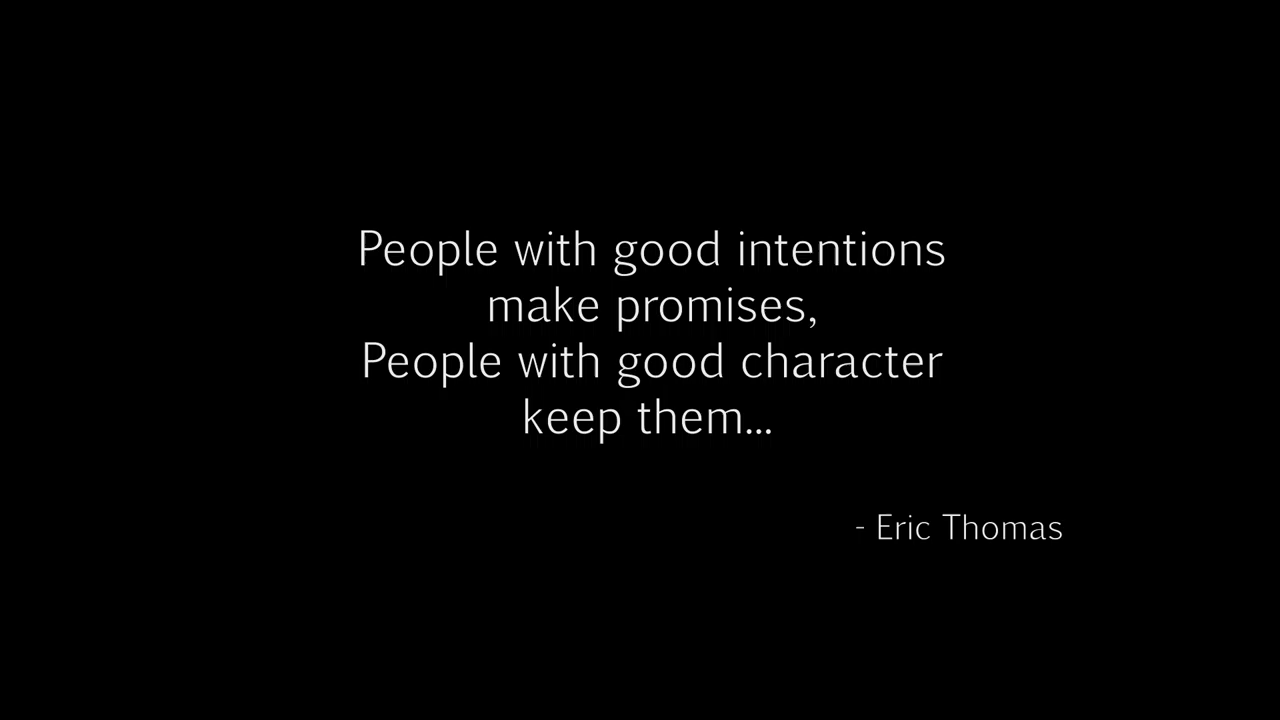 People with good intentions
make promises,
People with good character
keep them...
- Eric Thomas